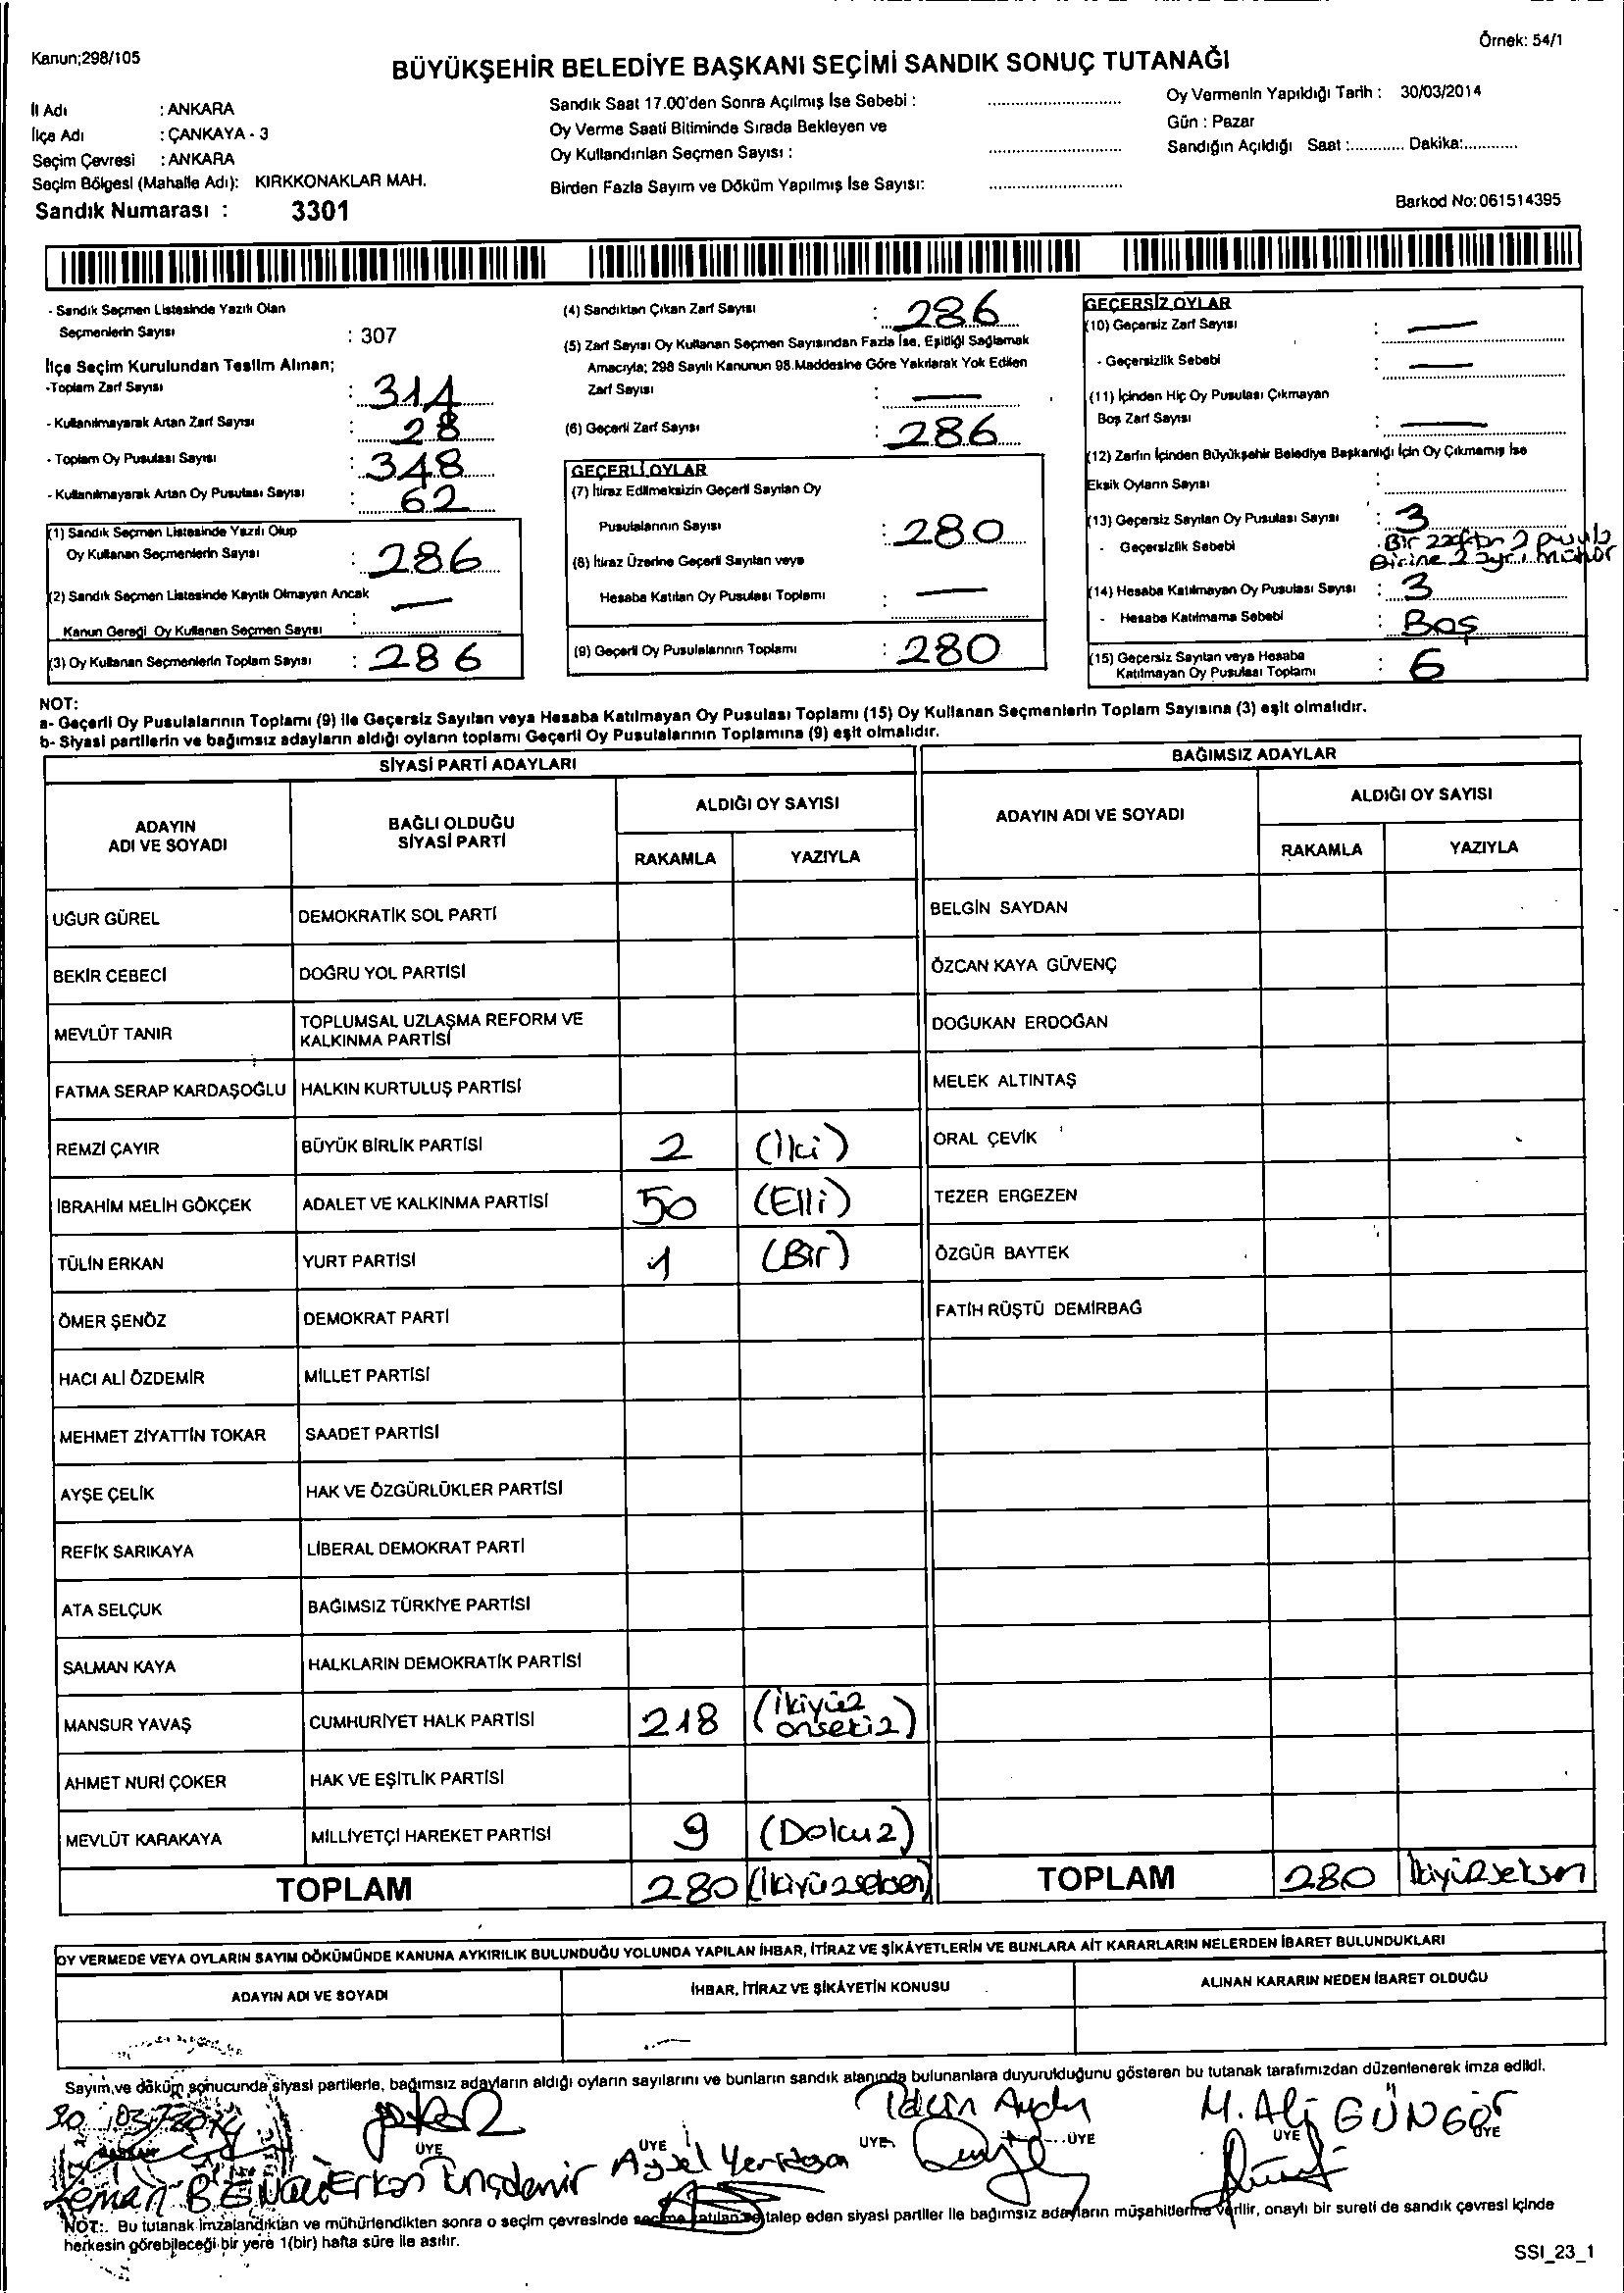 Kanun;298/105
Örnek: 54/1
BÜYÜKŞEHİR BELEDİYE BAŞKANI SEÇİMİ SANDIK SONUÇ TUTANAĞI
İl Adı : ANKARA
İlçe Adı : ÇANKAYA - 3
Seçim Çevresi : ANKARA
Seçim Bölgesi (Mahalle Adı): KIRKKONAKLAR MAH.
Sandık Numarası : 3301
Sandık Saat 17.00'den Sonra Açılmış İse Sebebi :
Oy Verme Saati Bitiminde Sırada Bekleyen ve
Oy Kullandırılan Seçmen Sayısı :
Birden Fazla Sayım ve Döküm Yapılmış İse Sayısı:
Oy Vermenin Yapıldığı Tarih : 30/03/2014
Gün : Pazar
Sandığın Açıldığı Saat :............ Dakika:............
Barkod No: 061514395
- Sandık Seçmen Listesinde Yazılı Olan
Seçmenlerin Sayısı : 307
İlçe Seçim Kurulundan Teslim Alınan;
-Toplam Zarf Sayısı : 314
- Kullanılmayarak Artan Zarf Sayısı : 28
- Toplam Oy Pusulası Sayısı : 348
- Kullanılmayarak Artan Oy Pusulası Sayısı : 62
(1) Sandık Seçmen Listesinde Yazılı Olup
Oy Kullanan Seçmenlerin Sayısı : 286
(2) Sandık Seçmen Listesinde Kayıtlı Olmayan Ancak
Kanun Gereği Oy Kullanan Seçmen Sayısı : —
(3) Oy Kullanan Seçmenlerin Toplam Sayısı : 286
(4) Sandıktan Çıkan Zarf Sayısı : 286
(5) Zarf Sayısı Oy Kullanan Seçmen Sayısından Fazla İse, Eşitliği Sağlamak
Amacıyla; 298 Sayılı Kanunun 98.Maddesine Göre Yakılarak Yok Edilen
Zarf Sayısı : —
(6) Geçerli Zarf Sayısı : 286
GEÇERLİ OYLAR
(7) İtiraz Edilmeksizin Geçerli Sayılan Oy
Pusulalarının Sayısı : 280
(8) İtiraz Üzerine Geçerli Sayılan veya
Hesaba Katılan Oy Pusulası Toplamı : —
(9) Geçerli Oy Pusulalarının Toplamı : 280
GEÇERSİZ OYLAR
(10) Geçersiz Zarf Sayısı : —
- Geçersizlik Sebebi : —
(11) İçinden Hiç Oy Pusulası Çıkmayan
Boş Zarf Sayısı : —
(12) Zarfın İçinden Büyükşehir Belediye Başkanlığı İçin Oy Çıkmamış İse
Eksik Oyların Sayısı :
(13) Geçersiz Sayılan Oy Pusulası Sayısı : 3
- Geçersizlik Sebebi Bir zarftan 2 pusula
Birine 2 ayrı mühür
(14) Hesaba Katılmayan Oy Pusulası Sayısı : 3
- Hesaba Katılmama Sebebi : Boş
(15) Geçersiz Sayılan veya Hesaba
Katılmayan Oy Pusulası Toplamı : 6
NOT:
a- Geçerli Oy Pusulalarının Toplamı (9) ile Geçersiz Sayılan veya Hesaba Katılmayan Oy Pusulası Toplamı (15) Oy Kullanan Seçmenlerin Toplam Sayısına (3) eşit olmalıdır.
b- Siyasi partilerin ve bağımsız adayların aldığı oyların toplamı Geçerli Oy Pusulalarının Toplamına (9) eşit olmalıdır.
SİYASİ PARTİ ADAYLARI
BAĞIMSIZ ADAYLAR
ADAYIN
ADI VE SOYADI
BAĞLI OLDUĞU
SİYASİ PARTİ
ALDIĞI OY SAYISI
RAKAMLA YAZIYLA
ADAYIN ADI VE SOYADI
ALDIĞI OY SAYISI
RAKAMLA YAZIYLA
UĞUR GÜREL DEMOKRATİK SOL PARTİ BELGİN SAYDAN
BEKİR CEBECİ DOĞRU YOL PARTİSİ ÖZCAN KAYA GÜVENÇ
MEVLÜT TANIR TOPLUMSAL UZLAŞMA REFORM VE
KALKINMA PARTİSİ DOĞUKAN ERDOĞAN
FATMA SERAP KARDAŞOĞLU HALKIN KURTULUŞ PARTİSİ MELEK ALTINTAŞ
REMZİ ÇAYIR BÜYÜK BİRLİK PARTİSİ 2 (İki) ORAL ÇEVİK
İBRAHİM MELİH GÖKÇEK ADALET VE KALKINMA PARTİSİ 50 (Elli) TEZER ERGEZEN
TÜLİN ERKAN YURT PARTİSİ 1 (Bir) ÖZGÜR BAYTEK
ÖMER ŞENÖZ DEMOKRAT PARTİ FATİH RÜŞTÜ DEMİRBAĞ
HACI ALİ ÖZDEMİR MİLLET PARTİSİ
MEHMET ZİYATTİN TOKAR SAADET PARTİSİ
AYŞE ÇELİK HAK VE ÖZGÜRLÜKLER PARTİSİ
REFİK SARIKAYA LİBERAL DEMOKRAT PARTİ
ATA SELÇUK BAĞIMSIZ TÜRKİYE PARTİSİ
SALMAN KAYA HALKLARIN DEMOKRATİK PARTİSİ
MANSUR YAVAŞ CUMHURİYET HALK PARTİSİ 218 (İkiyüz
onsekiz)
AHMET NURİ ÇOKER HAK VE EŞİTLİK PARTİSİ
MEVLÜT KARAKAYA MİLLİYETÇİ HAREKET PARTİSİ 9 (Dokuz)
TOPLAM 280 (İkiyüzseksen) TOPLAM 280 İkiyüzseksen
OY VERMEDE VEYA OYLARIN SAYIM DÖKÜMÜNDE KANUNA AYKIRILIK BULUNDUĞU YOLUNDA YAPILAN İHBAR, İTİRAZ VE ŞİKÂYETLERİN VE BUNLARA AİT KARARLARIN NELERDEN İBARET BULUNDUKLARI
ADAYIN ADI VE SOYADI İHBAR, İTİRAZ VE ŞİKÂYETİN KONUSU ALINAN KARARIN NEDEN İBARET OLDUĞU
Sayım ve döküm sonucunda siyasi partilerle, bağımsız adayların aldığı oyların sayılarını ve bunların sandık alanında bulunanlara duyurulduğunu gösteren bu tutanak tarafımızdan düzenlenerek imza edildi.
30.03.2014
M. Ali GÜNGÖR
ÜYE ÜYE ÜYE ÜYE ÜYE ÜYE
Erkan Aysel
NOT: Bu tutanak imzalandıktan ve mühürlendikten sonra o seçim çevresinde seçime katılan ve talep eden siyasi partiler ile bağımsız adayların müşahitlerine verilir, onaylı bir sureti de sandık çevresi içinde
herkesin görebileceği bir yere 1(bir) hafta süre ile asılır.
SSI_23_1